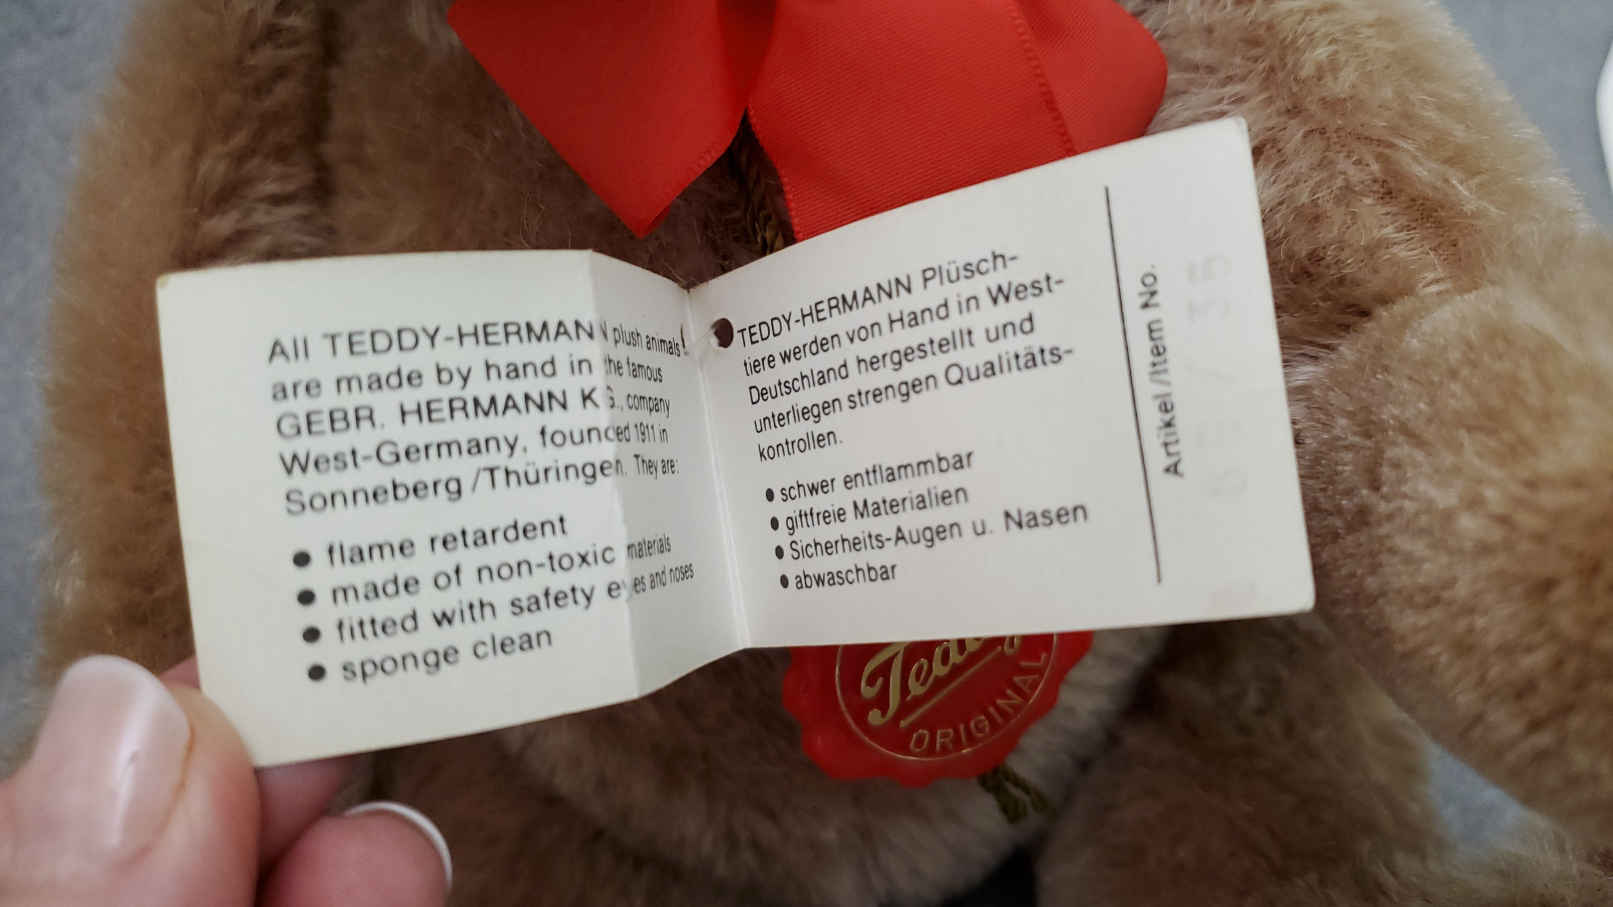 All TEDDY-HERMANN plush animals
are made by hand in the famous
GEBR. HERMANN KG., company
West-Germany, founded 1911 in
Sonneberg /Thüringen. They are:
● flame retardent
● made of non-toxic materials
● fitted with safety eyes and noses
● sponge clean
TEDDY-HERMANN Plüsch-
tiere werden von Hand in West-
Deutschland hergestellt und
unterliegen strengen Qualitäts-
kontrollen.
● schwer entflammbar
● giftfreie Materialien
● Sicherheits-Augen u. Nasen
● abwaschbar
Artikel/Item No.
Teddy
ORIGINAL